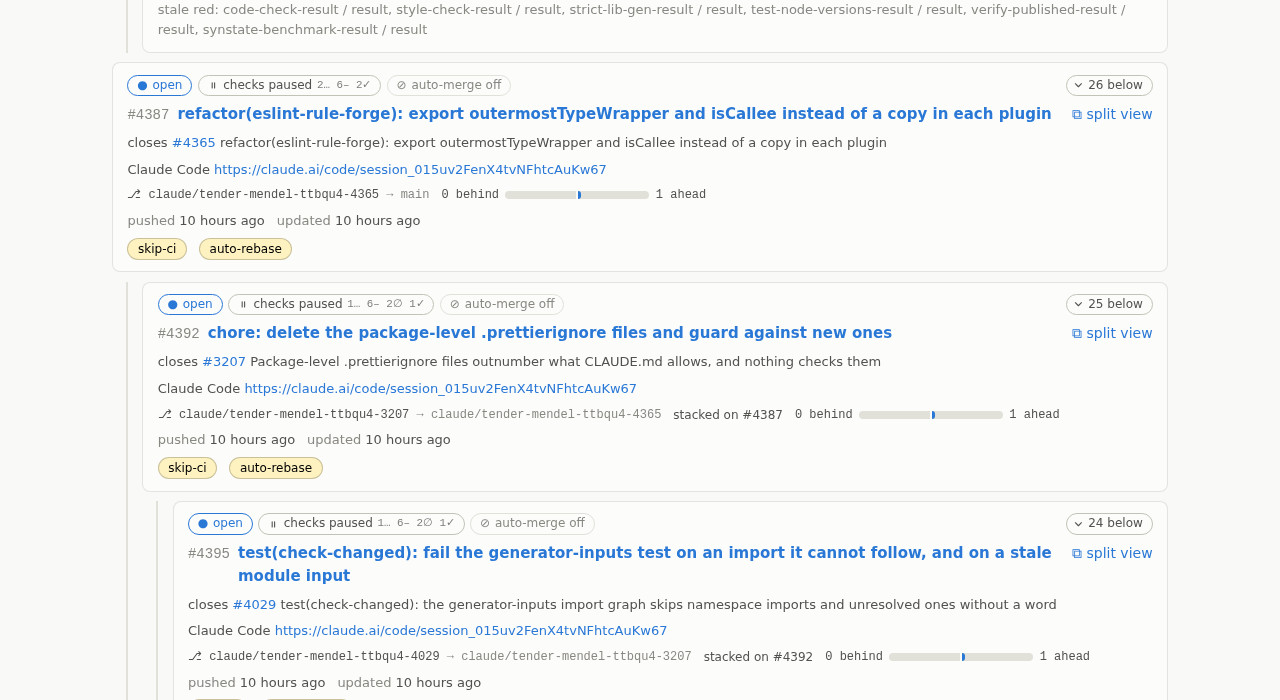 stale red: code-check-result / result, style-check-result / result, strict-lib-gen-result / result, test-node-versions-result / result, verify-published-result /
result, synstate-benchmark-result / result
open checks paused 2… 6– 2✓ auto-merge off 26 below
#4387 refactor(eslint-rule-forge): export outermostTypeWrapper and isCallee instead of a copy in each plugin split view
closes #4365 refactor(eslint-rule-forge): export outermostTypeWrapper and isCallee instead of a copy in each plugin
Claude Code https://claude.ai/code/session_015uv2FenX4tvNFhtcAuKw67
claude/tender-mendel-ttbqu4-4365 → main 0 behind 1 ahead
pushed 10 hours ago updated 10 hours ago
skip-ci auto-rebase
open checks paused 1… 6– 2∅ 1✓ auto-merge off 25 below
#4392 chore: delete the package-level .prettierignore files and guard against new ones split view
closes #3207 Package-level .prettierignore files outnumber what CLAUDE.md allows, and nothing checks them
Claude Code https://claude.ai/code/session_015uv2FenX4tvNFhtcAuKw67
claude/tender-mendel-ttbqu4-3207 → claude/tender-mendel-ttbqu4-4365 stacked on #4387 0 behind 1 ahead
pushed 10 hours ago updated 10 hours ago
skip-ci auto-rebase
open checks paused 1… 6– 2∅ 1✓ auto-merge off 24 below
#4395 test(check-changed): fail the generator-inputs test on an import it cannot follow, and on a stale split view
module input
closes #4029 test(check-changed): the generator-inputs import graph skips namespace imports and unresolved ones without a word
Claude Code https://claude.ai/code/session_015uv2FenX4tvNFhtcAuKw67
claude/tender-mendel-ttbqu4-4029 → claude/tender-mendel-ttbqu4-3207 stacked on #4392 0 behind 1 ahead
pushed 10 hours ago updated 10 hours ago